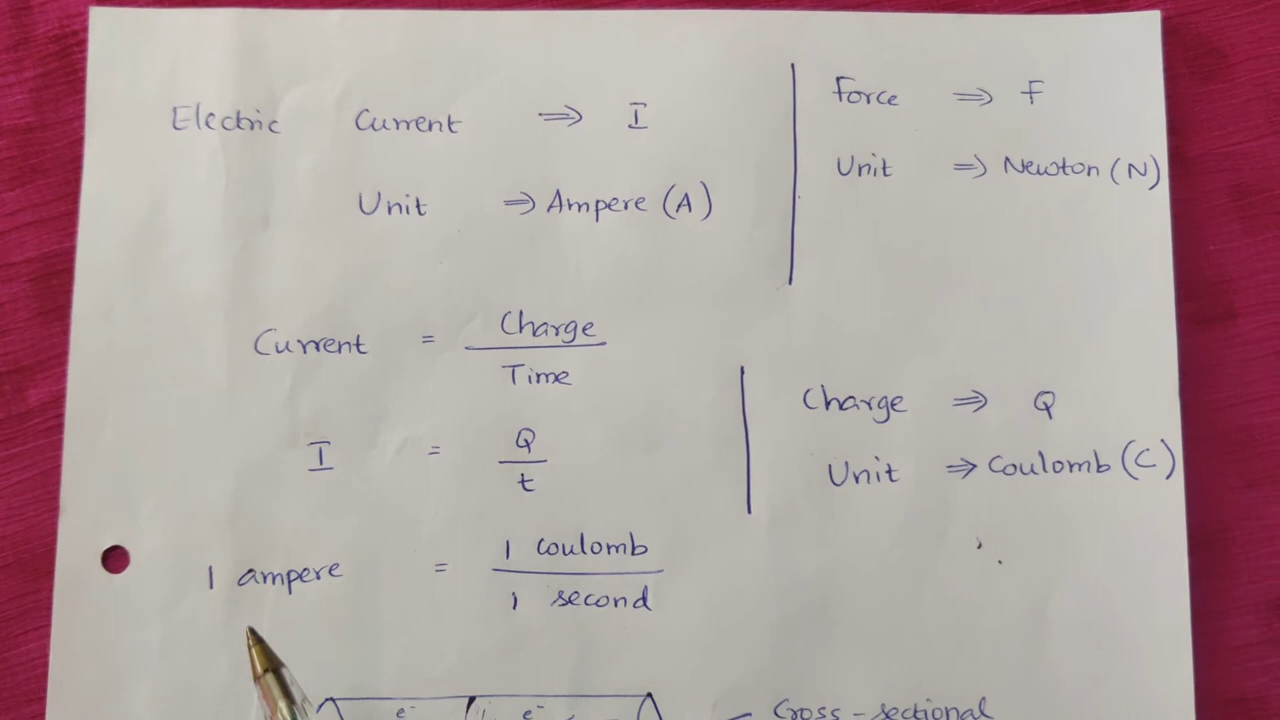 Electric Current ⇒ I
Unit ⇒ Ampere (A)
Force ⇒ F
Unit ⇒ Newton (N)
Current = Charge
Time
I = Q
t
Charge ⇒ Q
Unit ⇒ Coulomb (C)
1 ampere = 1 coulomb
1 second
e⁻ e⁻
Cross-sectional